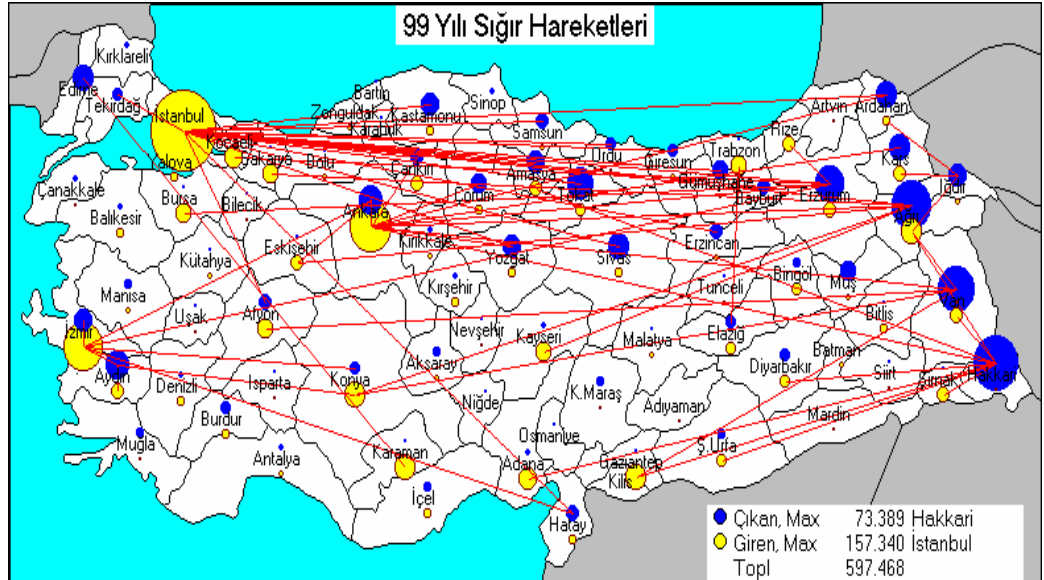 99 Yılı Sığır Hareketleri
Kırklareli
Edirne
Tekirdağ
İstanbul
Kocaeli
Yalova
Sakarya
Bolu
Zonguldak
Bartın
Karabük
Kastamonu
Sinop
Samsun
Ordu
Giresun
Trabzon
Rize
Artvin
Ardahan
Kars
Iğdır
Çankırı
Çorum
Amasya
Tokat
Gümüşhane
Bayburt
Erzurum
Ağrı
Çanakkale
Balıkesir
Bursa
Bilecik
Eskişehir
Ankara
Kırıkkale
Yozgat
Sivas
Erzincan
Kütahya
Kırşehir
Tunceli
Bingöl
Muş
Van
Bitlis
Manisa
Uşak
Afyon
Nevşehir
Kayseri
Malatya
Elazığ
İzmir
Aydın
Denizli
Isparta
Konya
Aksaray
Niğde
K.Maraş
Adıyaman
Diyarbakır
Batman
Siirt
Şırnak
Hakkari
Mardin
Burdur
Muğla
Antalya
Karaman
İçel
Adana
Osmaniye
Gaziantep
Kilis
Ş.Urfa
Hatay
Çıkan, Max 73.389 Hakkari
Giren, Max 157.340 İstanbul
Topl 597.468